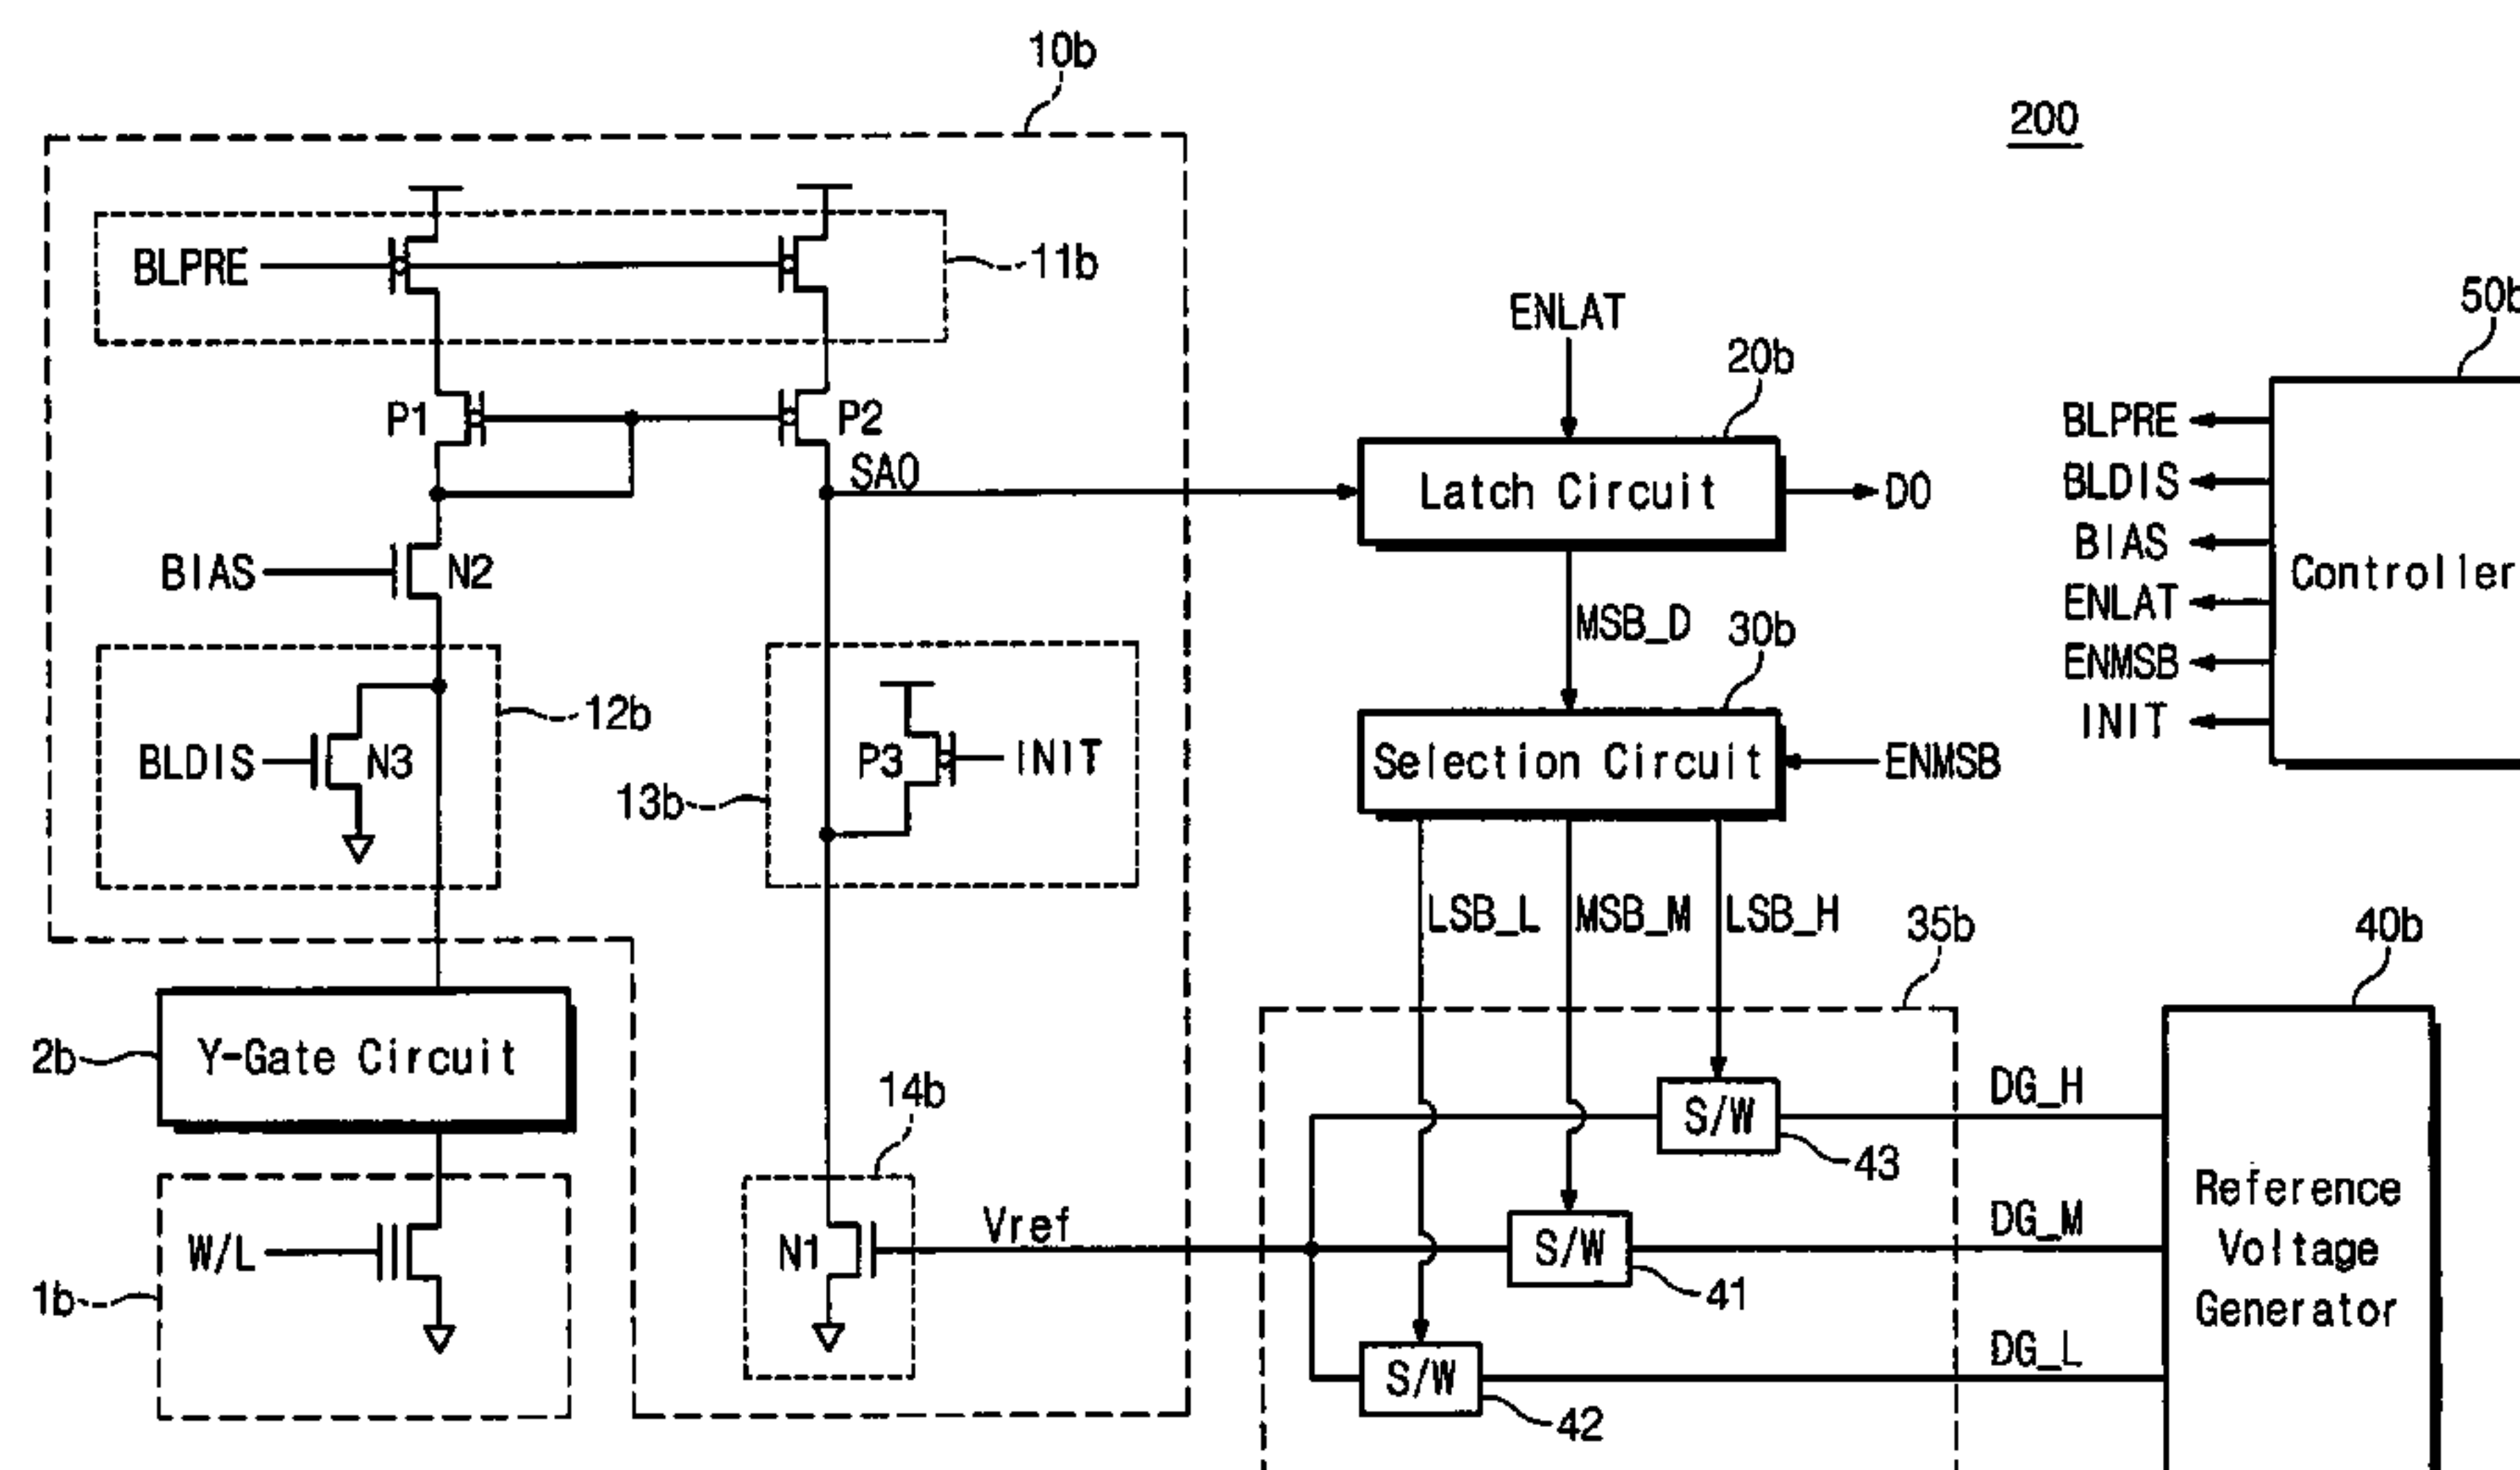 10b
200
BLPRE
11b
50b
ENLAT
20b
P1
P2
BLPRE
SAO
Latch Circuit
DO
BLDIS
BIAS
BIAS
N2
Controller
ENLAT
MSB_D
30b
ENMSB
12b
INIT
BLDIS
N3
P3
INIT
Selection Circuit
ENMSB
13b
LSB_L
MSB_M
LSB_H
35b
40b
2b
Y-Gate Circuit
14b
S/W
DG_H
43
Reference
Voltage
Generator
W/L
N1
Vref
S/W
DG_M
41
1b
S/W
DG_L
42